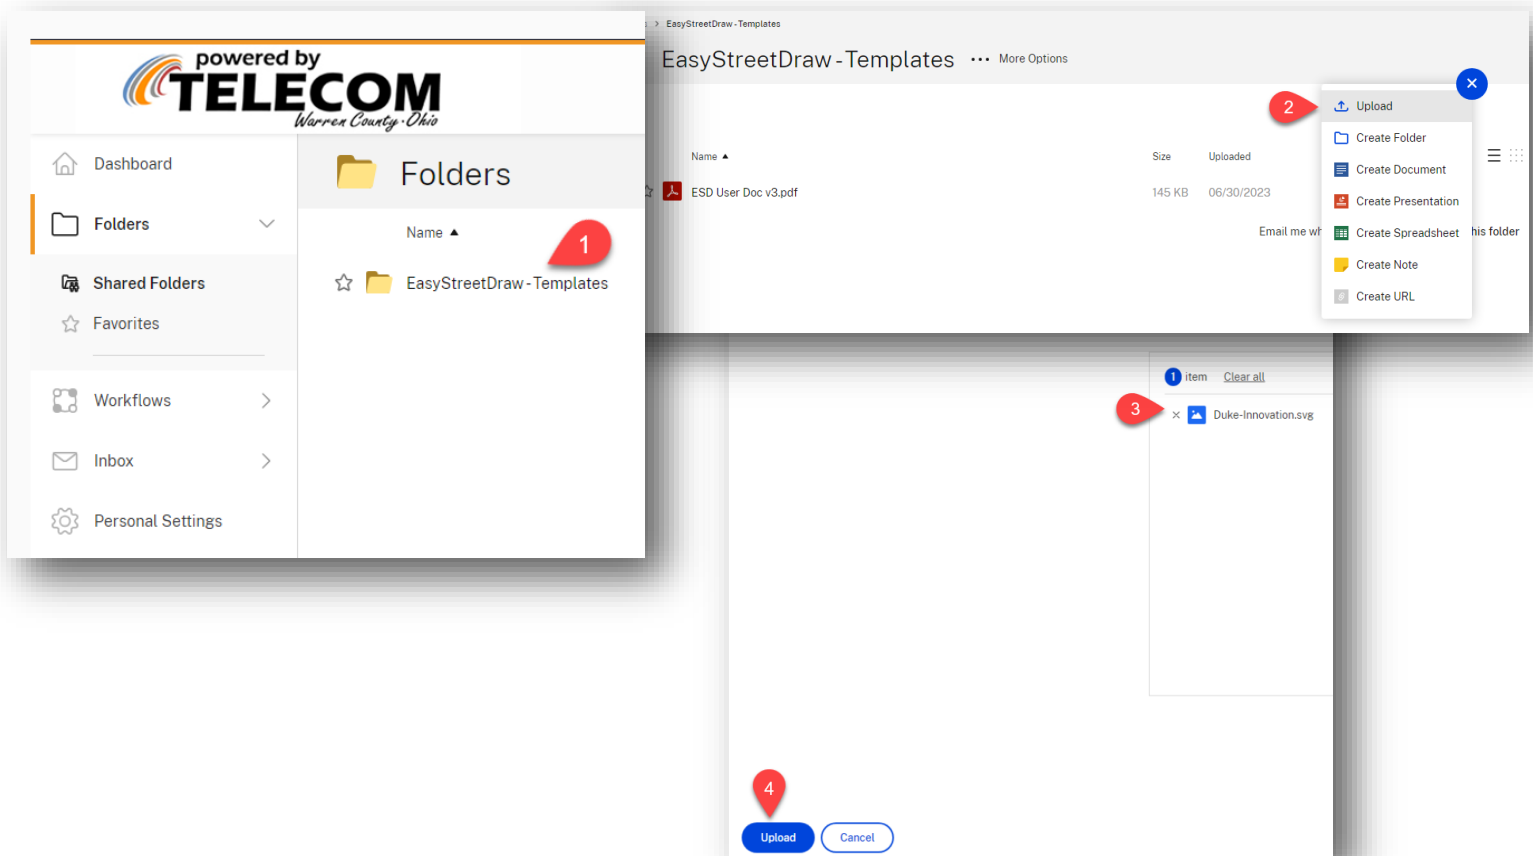 powered by
TELECOM
Warren County · Ohio
Dashboard
Folders
Shared Folders
Favorites
Workflows
Inbox
Personal Settings
Folders
Name ▲
1
EasyStreetDraw - Templates
> EasyStreetDraw - Templates
EasyStreetDraw - Templates ··· More Options
Name ▲ Size Uploaded
ESD User Doc v3.pdf 145 KB 06/30/2023
Email me
his folder
2
Upload
Create Folder
Create Document
Create Presentation
Create Spreadsheet
Create Note
Create URL
1 item Clear all
3
× Duke-Innovation.svg
4
Upload Cancel